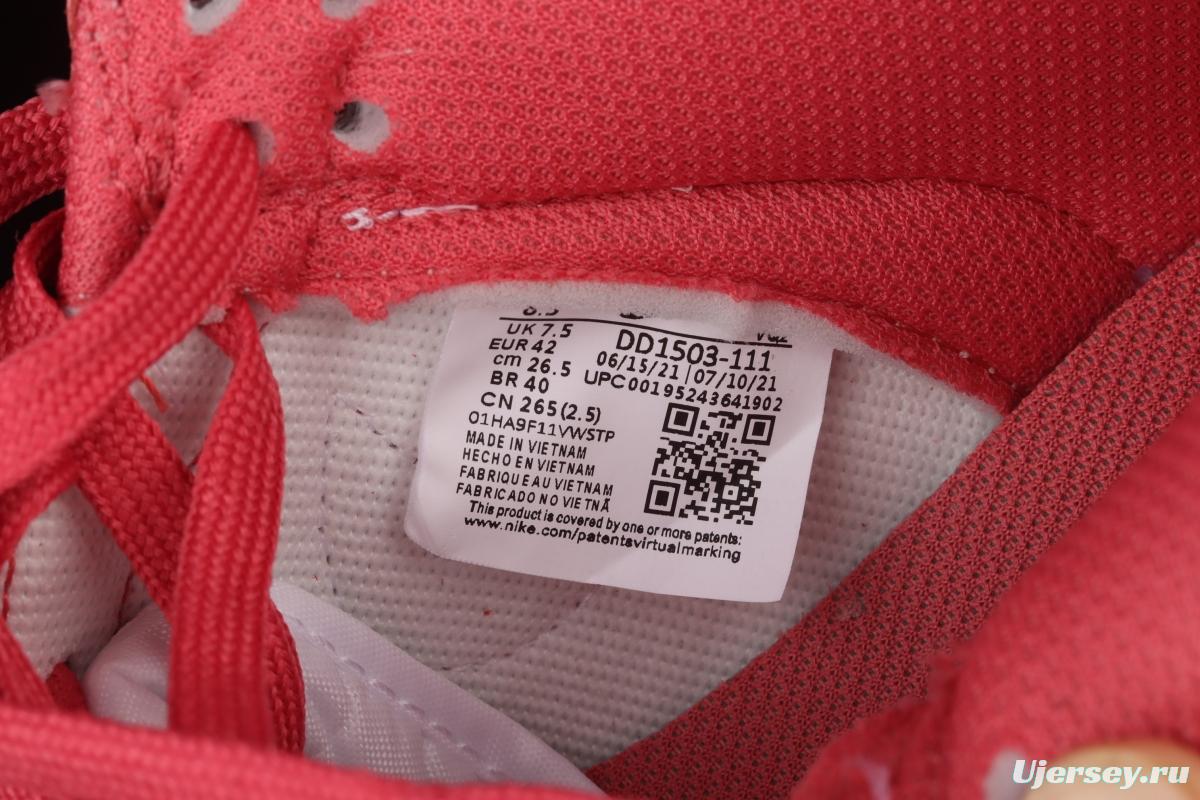 UK 7.5
EUR 42
cm 26.5
BR 40
CN 265 (2.5)
DD1503-111
06/15/21 | 07/10/21
UPC 00195243641902
01HA9F11VWSTP
MADE IN VIETNAM
HECHO EN VIETNAM
FABRIQUE AU VIETNAM
FABRICADO NO VIETNÃ
This product is covered by one or more patents:
www.nike.com/patentsvirtualmarking
Ujersey.ru